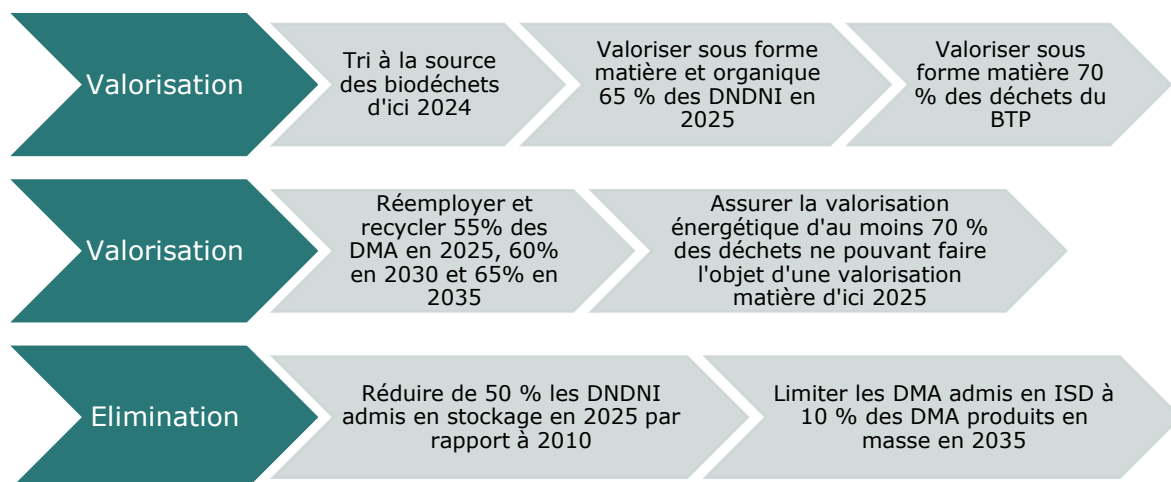 Valorisation
Tri à la source
des biodéchets
d'ici 2024
Valoriser sous forme
matière et organique
65 % des DNDNI en
2025
Valoriser sous
forme matière 70
% des déchets du
BTP
Valorisation
Réemployer et
recycler 55% des
DMA en 2025, 60%
en 2030 et 65% en
2035
Assurer la valorisation
énergétique d'au moins 70 %
des déchets ne pouvant faire
l'objet d'une valorisation
matière d'ici 2025
Elimination
Réduire de 50 % les DNDNI
admis en stockage en 2025 par
rapport à 2010
Limiter les DMA admis en ISD à
10 % des DMA produits en
masse en 2035